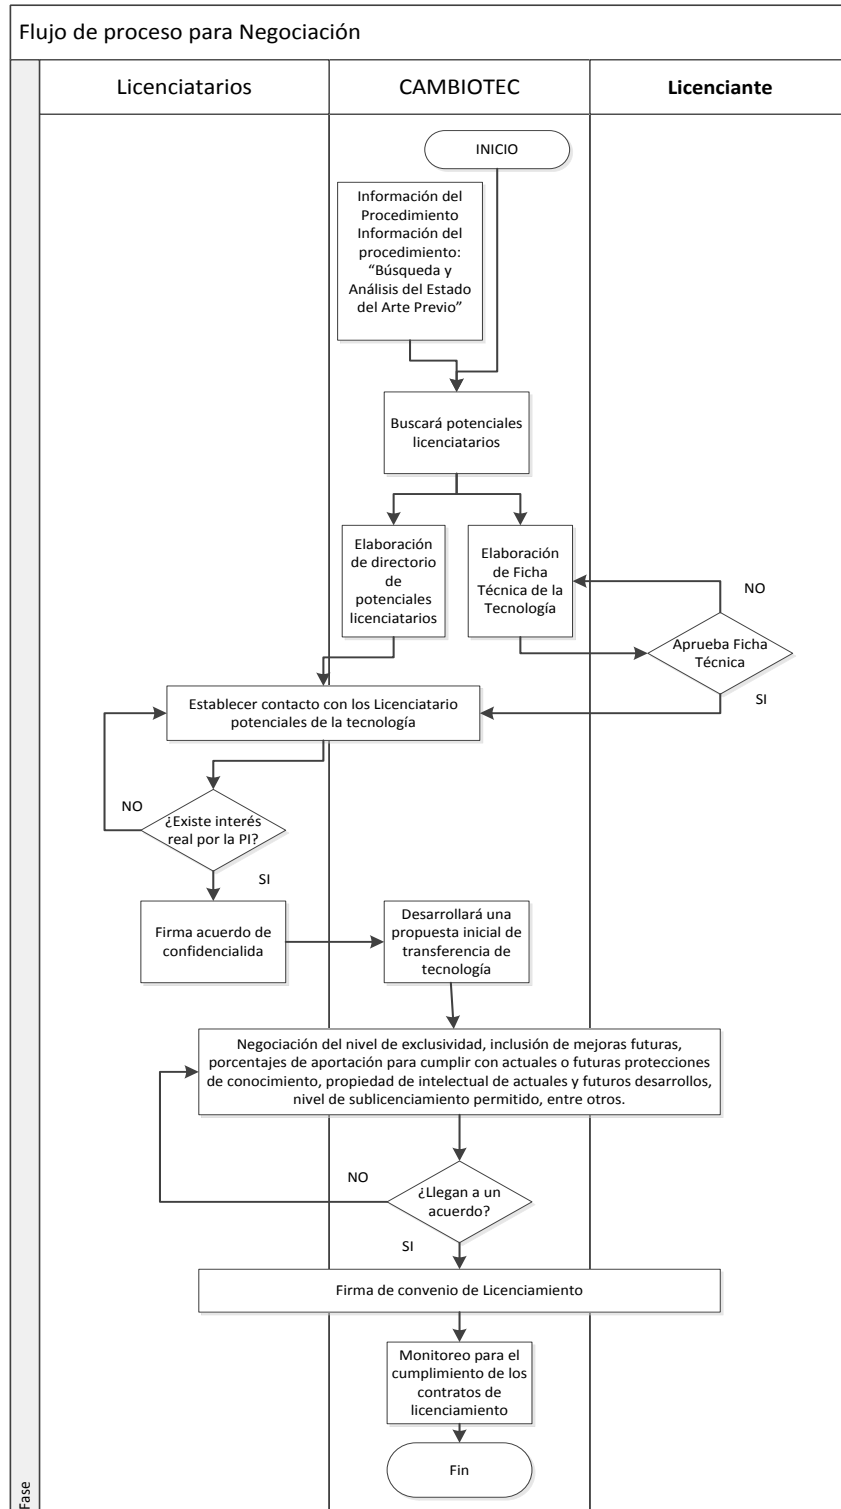 Flujo de proceso para Negociación
Licenciatarios
CAMBIOTEC
Licenciante
INICIO
Información del
Procedimiento
Información del
procedimiento:
“Búsqueda y
Análisis del Estado
del Arte Previo”
Buscará potenciales
licenciatarios
Elaboración
de directorio
de
potenciales
licenciatarios
Elaboración
de Ficha
Técnica de la
Tecnología
NO
Aprueba Ficha
Técnica
SI
Establecer contacto con los Licenciatario
potenciales de la tecnología
NO
¿Existe interés
real por la PI?
SI
Firma acuerdo de
confidencialida
Desarrollará una
propuesta inicial de
transferencia de
tecnología
Negociación del nivel de exclusividad, inclusión de mejoras futuras,
porcentajes de aportación para cumplir con actuales o futuras protecciones
de conocimiento, propiedad de intelectual de actuales y futuros desarrollos,
nivel de sublicenciamiento permitido, entre otros.
NO
¿Llegan a un
acuerdo?
SI
Firma de convenio de Licenciamiento
Monitoreo para el
cumplimiento de los
contratos de
licenciamiento
Fin
Fase